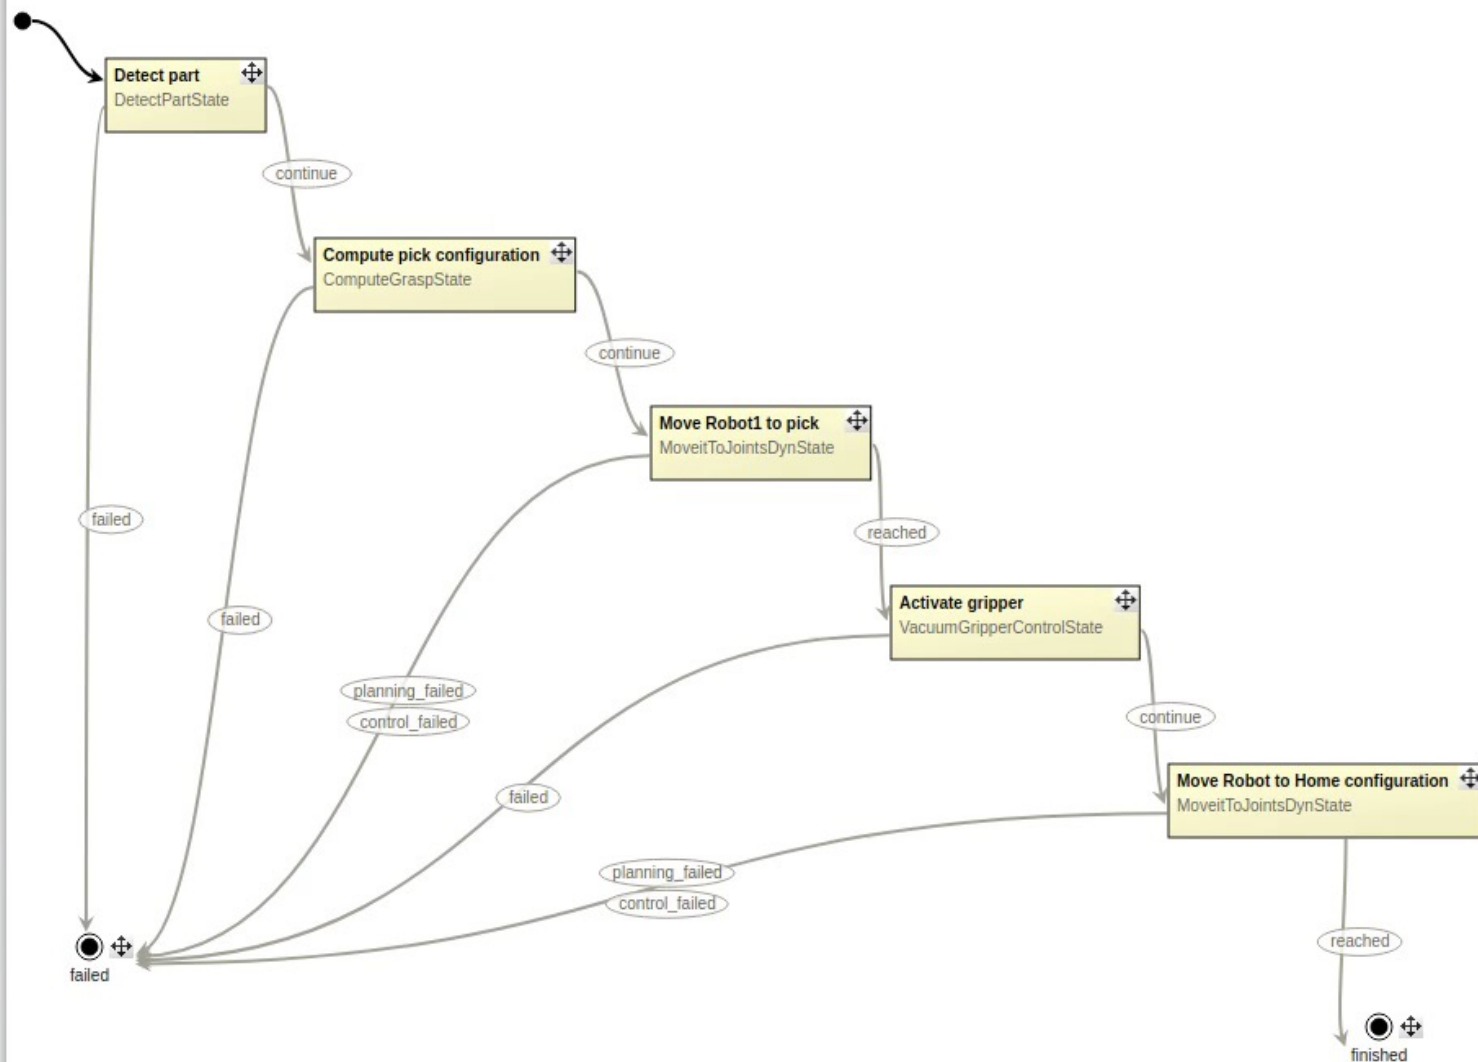 Detect part
DetectPartState
continue
Compute pick configuration
ComputeGraspState
continue
Move Robot1 to pick
MoveitToJointsDynState
failed
reached
Activate gripper
VacuumGripperControlState
failed
planning_failed
control_failed
continue
Move Robot to Home configuration
MoveitToJointsDynState
failed
planning_failed
control_failed
reached
failed
finished